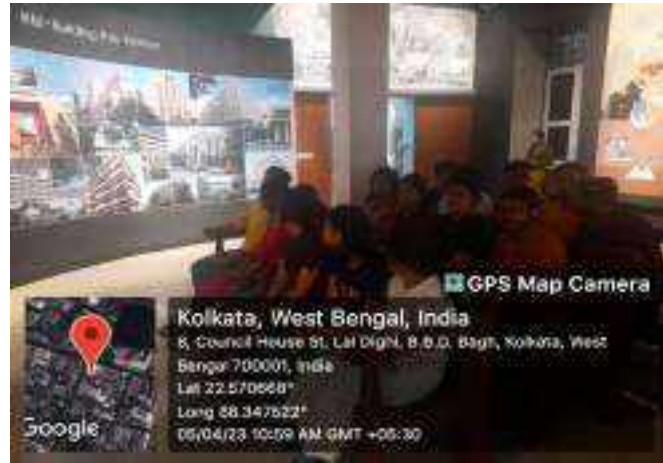 GPS Map Camera
Kolkata, West Bengal, India
8, Council House St, Lal Dighi, B.B.D. Bagh, Kolkata, West
Bengal 700001, India
Lat 22.570668°
Long 88.347522°
05/04/23 10:59 AM GMT +05:30
Google